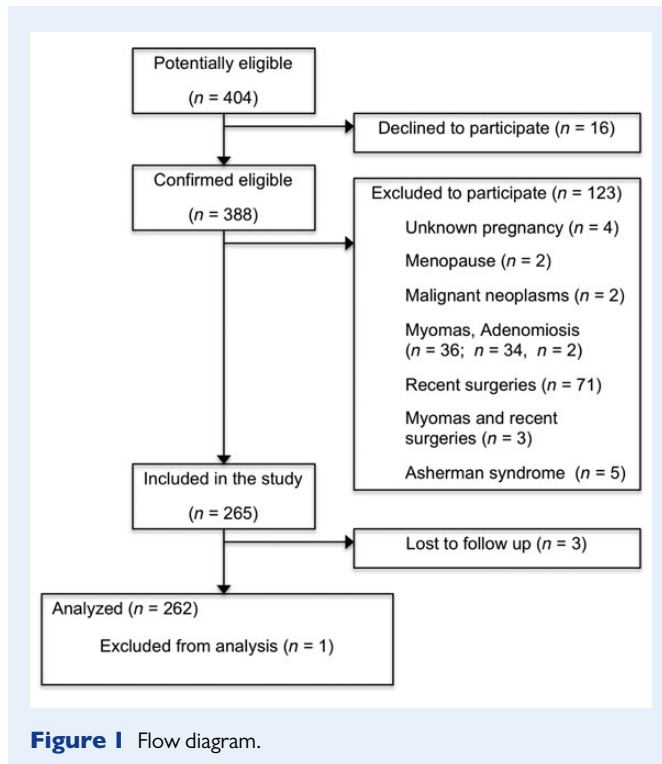 Potentially eligible
(n = 404)
Declined to participate (n = 16)
Confirmed eligible
(n = 388)
Excluded to participate (n = 123)
Unknown pregnancy (n = 4)
Menopause (n = 2)
Malignant neoplasms (n = 2)
Myomas, Adenomiosis
(n = 36; n = 34, n = 2)
Recent surgeries (n = 71)
Myomas and recent
surgeries (n = 3)
Asherman syndrome (n = 5)
Included in the study
(n = 265)
Lost to follow up (n = 3)
Analyzed (n = 262)
Excluded from analysis (n = 1)
Figure 1 Flow diagram.